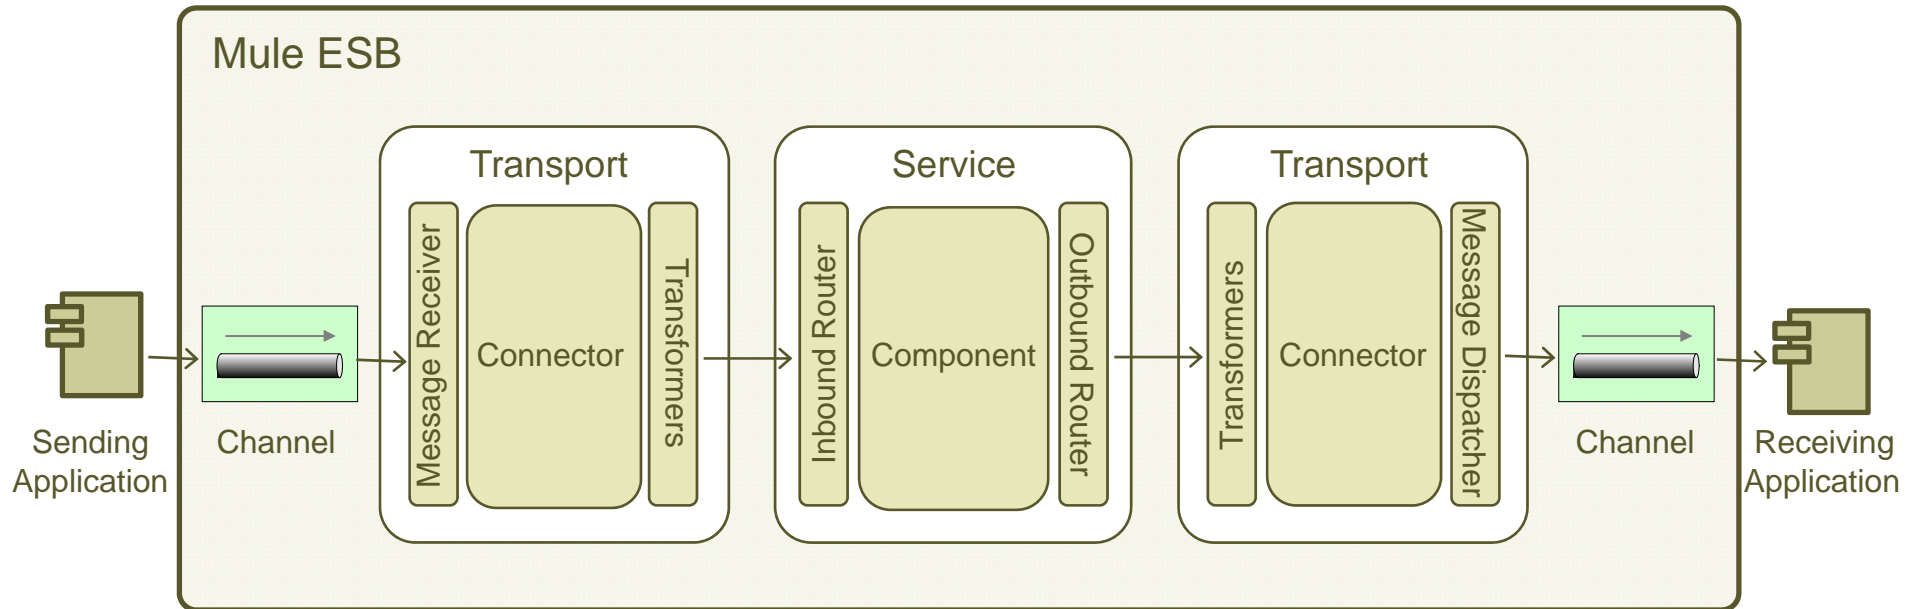 Mule ESB
Transport
Service
Transport
Message Receiver
Connector
Transformers
Inbound Router
Component
Outbound Router
Transformers
Connector
Message Dispatcher
Sending
Application
Channel
Channel
Receiving
Application